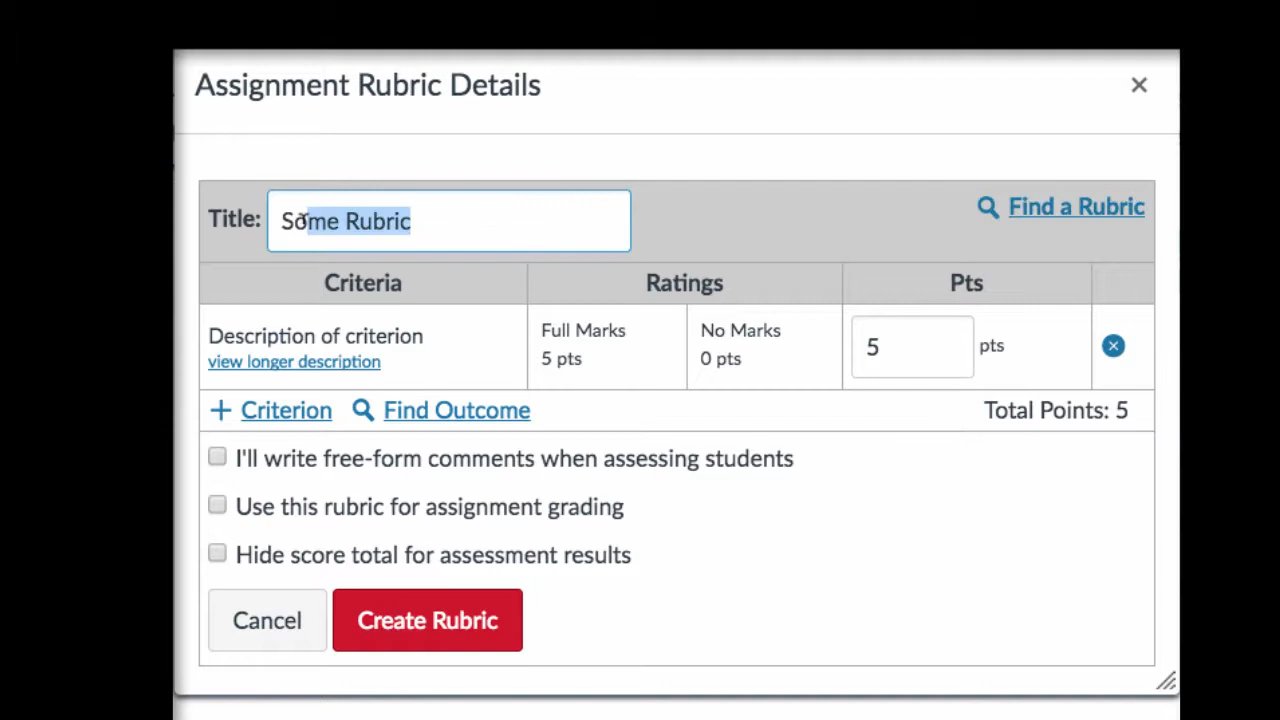 Assignment Rubric Details
Title: Some Rubric
Find a Rubric
Criteria Ratings Pts
Description of criterion
view longer description
Full Marks
5 pts
No Marks
0 pts
5 pts
+ Criterion Find Outcome Total Points: 5
I'll write free-form comments when assessing students
Use this rubric for assignment grading
Hide score total for assessment results
Cancel Create Rubric